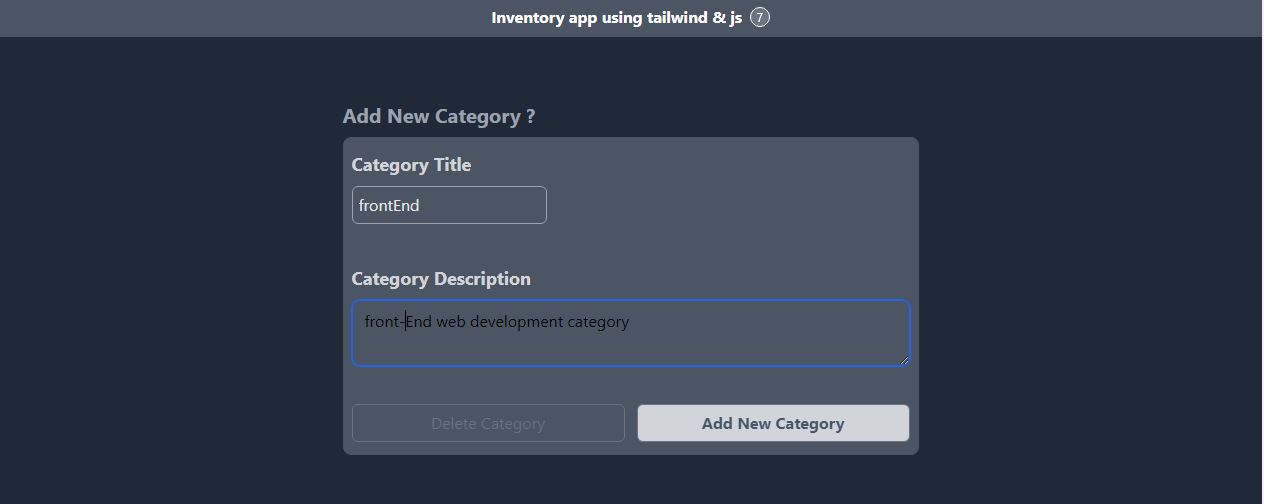 Inventory app using tailwind & js 7
Add New Category ?
Category Title
frontEnd
Category Description
front-End web development category
Delete Category Add New Category